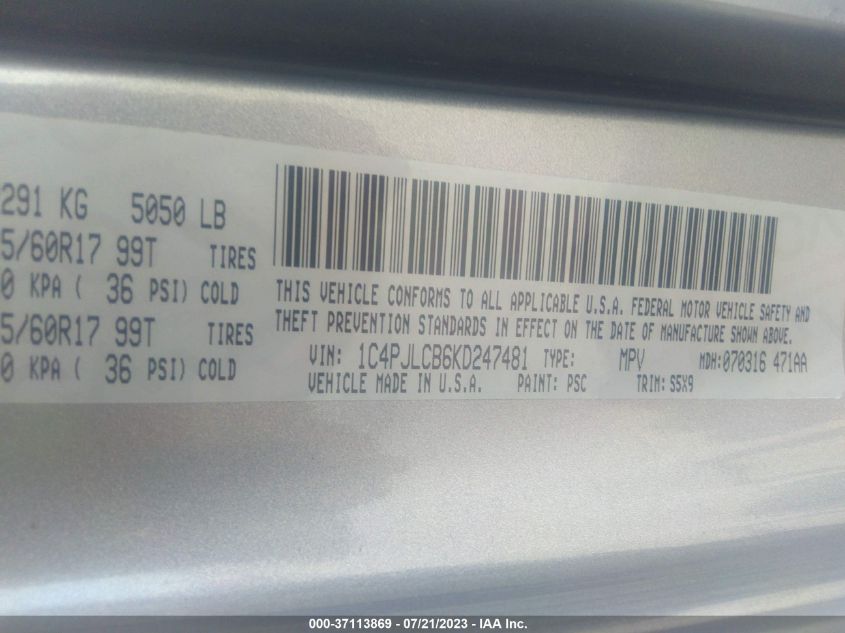 291 KG 5050 LB
5/60R17 99T TIRES
0 KPA ( 36 PSI) COLD
5/60R17 99T TIRES
0 KPA ( 36 PSI) COLD
THIS VEHICLE CONFORMS TO ALL APPLICABLE U.S.A. FEDERAL MOTOR VEHICLE SAFETY AND
THEFT PREVENTION STANDARDS IN EFFECT ON THE DATE OF MANUFACTURE SHOWN ABOVE.
VIN: 1C4PJLCB6KD247481 TYPE: MPV MDH:070316 471AA
VEHICLE MADE IN U.S.A. PAINT: PSC TRIM: S5X9
000-37113869 - 07/21/2023 - IAA Inc.